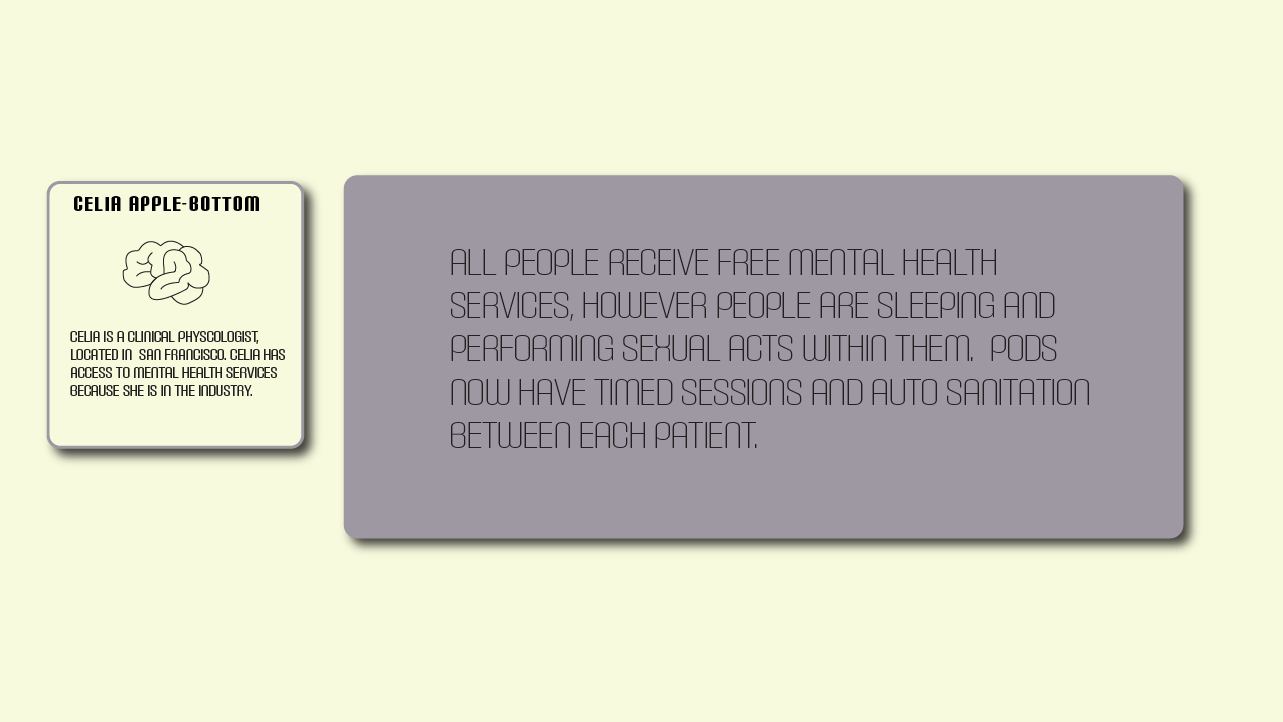 CELIA APPLE-BOTTOM
CELIA IS A CLINICAL PHYSCOLOGIST,
LOCATED IN SAN FRANCISCO. CELIA HAS
ACCESS TO MENTAL HEALTH SERVICES
BECAUSE SHE IS IN THE INDUSTRY.
ALL PEOPLE RECEIVE FREE MENTAL HEALTH
SERVICES, HOWEVER PEOPLE ARE SLEEPING AND
PERFORMING SEXUAL ACTS WITHIN THEM. PODS
NOW HAVE TIMED SESSIONS AND AUTO SANITATION
BETWEEN EACH PATIENT.